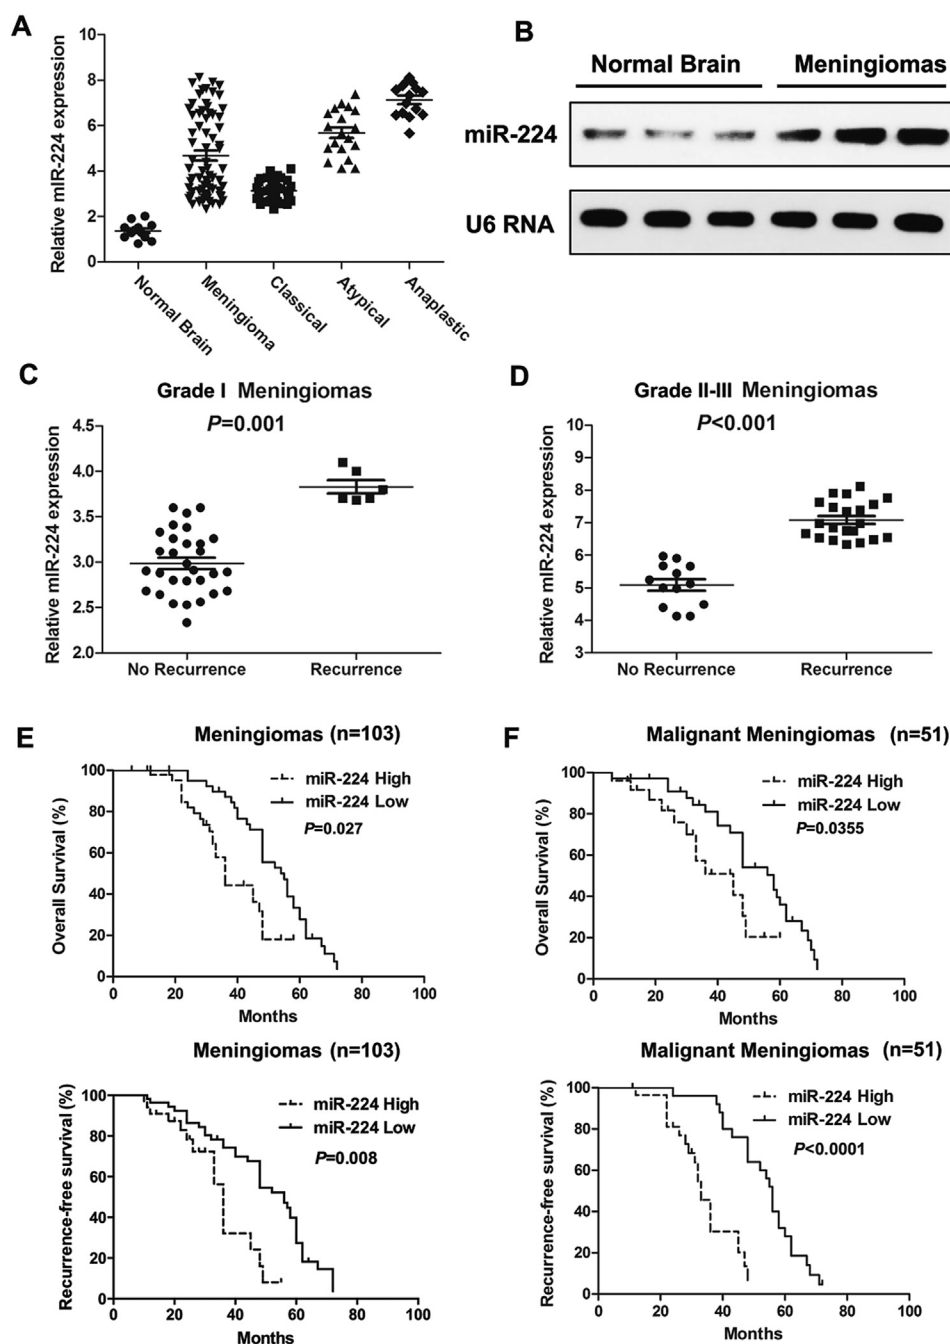 A
Relative mIR-224 expression
10
8
6
4
2
0
Normal Brain
Meningioma
Classical
Atypical
Anaplastic
B
Normal Brain
Meningiomas
miR-224
U6 RNA
C
Grade I Meningiomas
P=0.001
Relative mIR-224 expression
4.5
4.0
3.5
3.0
2.5
2.0
No Recurrence
Recurrence
D
Grade II-III Meningiomas
P<0.001
Relative mIR-224 expression
10
9
8
7
6
5
4
3
No Recurrence
Recurrence
E
Meningiomas (n=103)
Overall Survival (%)
100
80
60
40
20
0
miR-224 High
miR-224 Low
P=0.027
0 20 40 60 80 100
Months
F
Malignant Meningiomas (n=51)
Overall Survival (%)
100
80
60
40
20
0
miR-224 High
miR-224 Low
P=0.0355
0 20 40 60 80 100
Months
Meningiomas (n=103)
Recurrence-free survival (%)
100
80
60
40
20
0
miR-224 High
miR-224 Low
P=0.008
0 20 40 60 80 100
Months
Malignant Meningiomas (n=51)
Recurrence-free survival (%)
100
80
60
40
20
0
miR-224 High
miR-224 Low
P<0.0001
0 20 40 60 80 100
Months